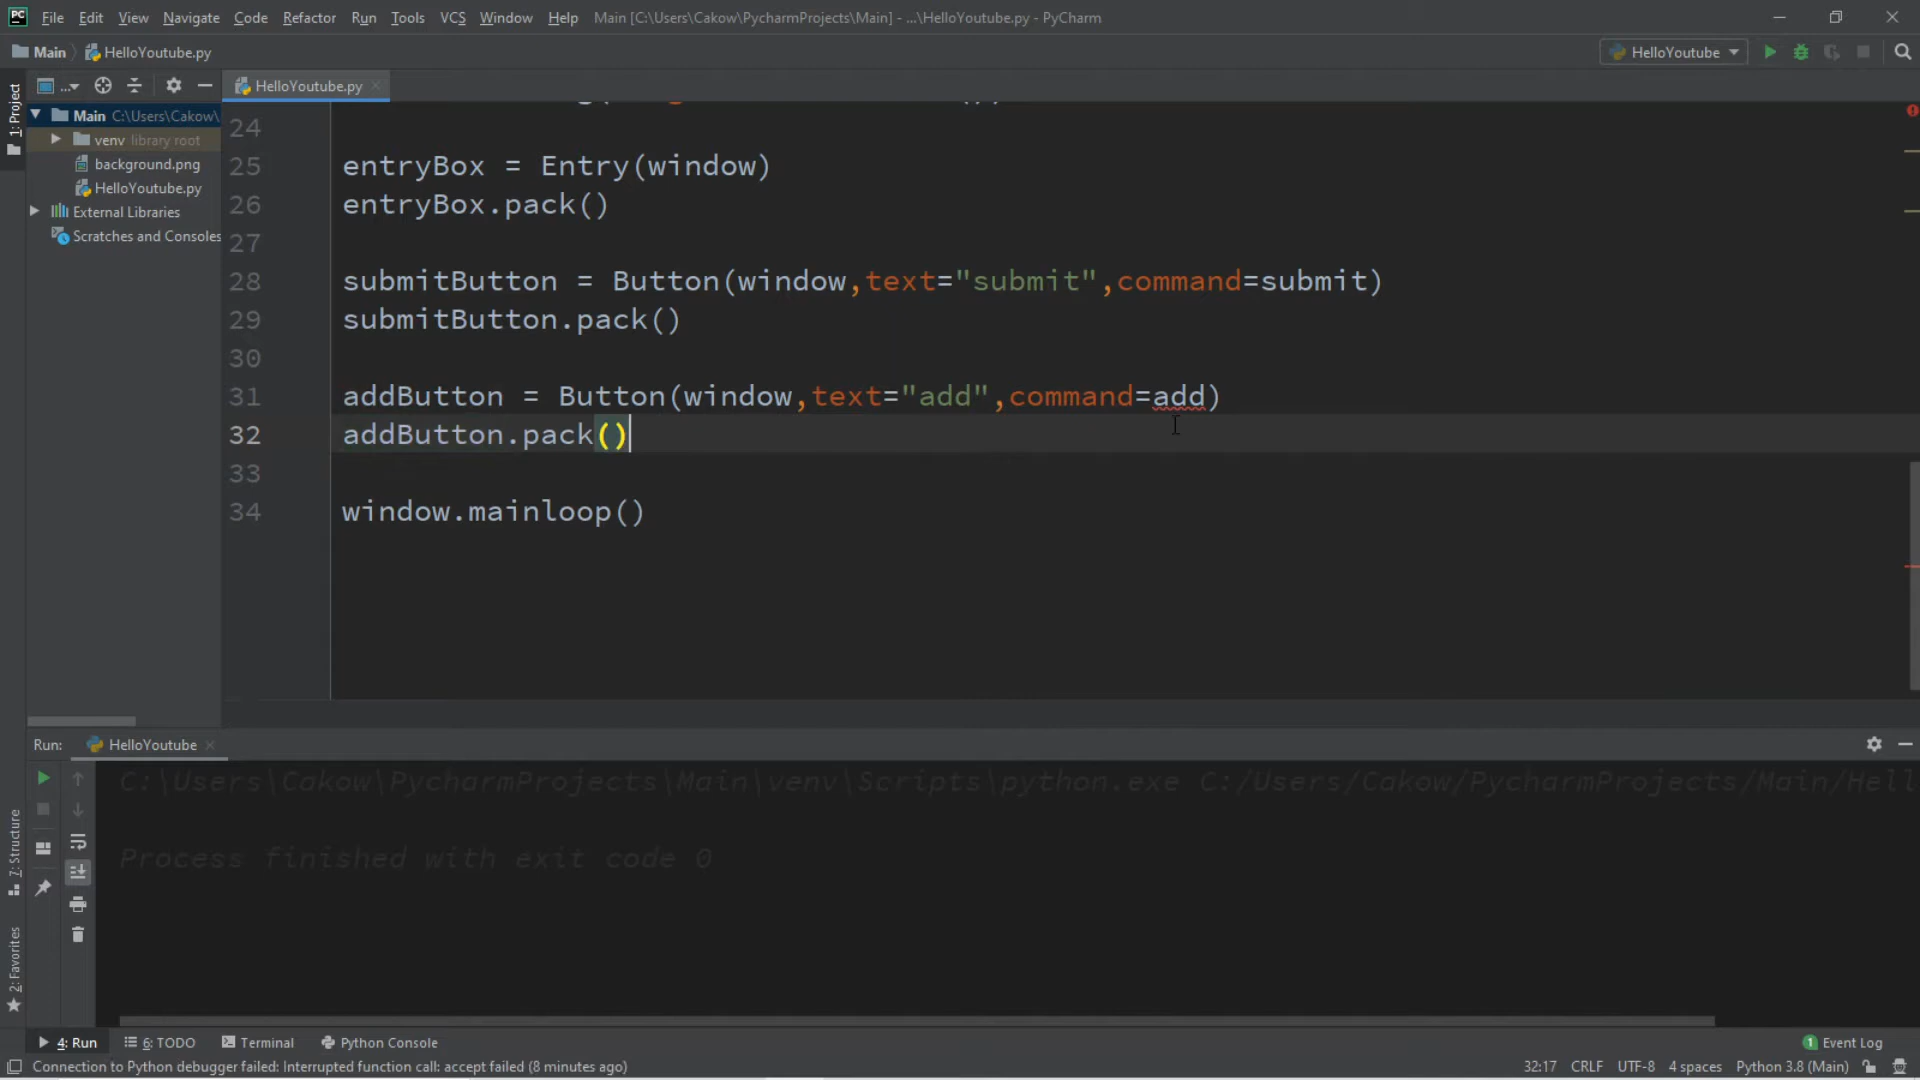 PC File Edit View Navigate Code Refactor Run Tools VCS Window Help Main [C:\Users\Cakow\PycharmProjects\Main] - ...\HelloYoutube.py - PyCharm
Main HelloYoutube.py HelloYoutube
... HelloYoutube.py
1: Project
Main C:\Users\Cakow\
venv library root
background.png
HelloYoutube.py
External Libraries
Scratches and Consoles
24
25 entryBox = Entry(window)
26 entryBox.pack()
27
28 submitButton = Button(window,text="submit",command=submit)
29 submitButton.pack()
30
31 addButton = Button(window,text="add",command=add)
32 addButton.pack()
33
34 window.mainloop()
Run: HelloYoutube
C:\Users\Cakow\PycharmProjects\Main\venv\Scripts\python.exe C:/Users/Cakow/PycharmProjects/Main/Hell
Process finished with exit code 0
7: Structure
2: Favorites
4: Run 6: TODO Terminal Python Console 1 Event Log
Connection to Python debugger failed: Interrupted function call: accept failed (8 minutes ago) 32:17 CRLF UTF-8 4 spaces Python 3.8 (Main)